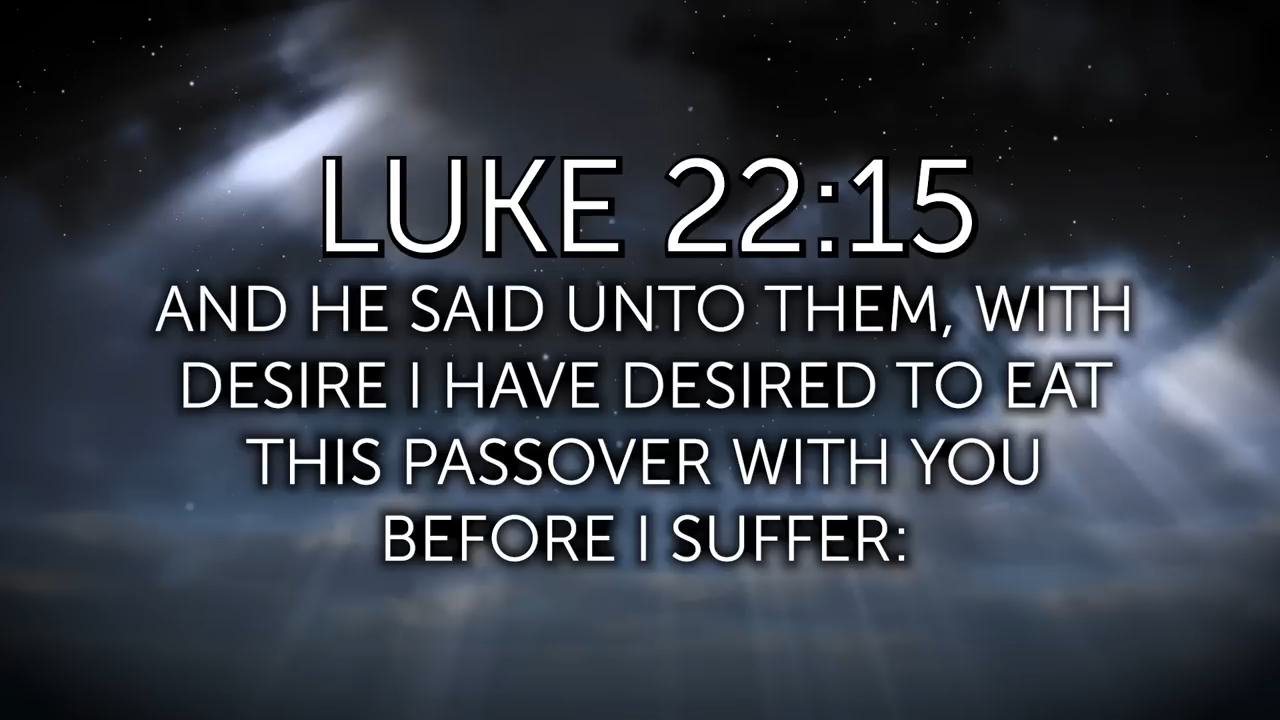 LUKE 22:15
AND HE SAID UNTO THEM, WITH
DESIRE I HAVE DESIRED TO EAT
THIS PASSOVER WITH YOU
BEFORE I SUFFER: